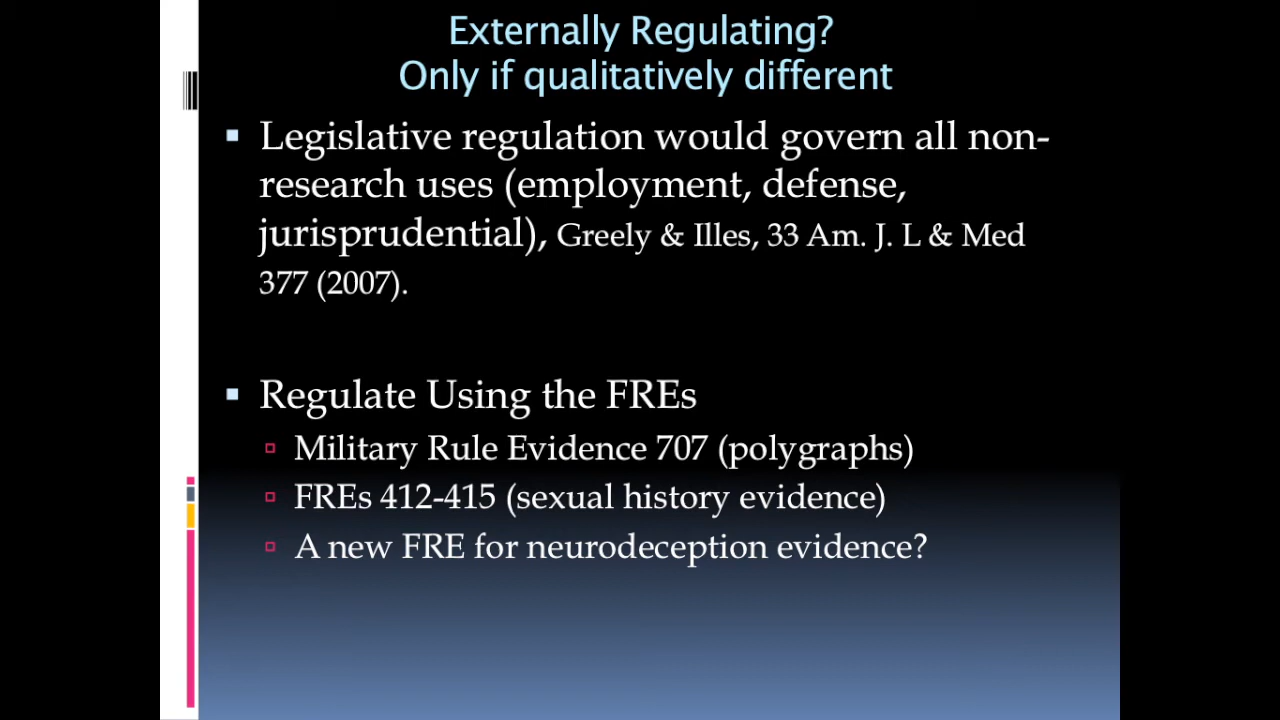 Externally Regulating?
Only if qualitatively different
Legislative regulation would govern all non-
research uses (employment, defense,
jurisprudential), Greely & Illes, 33 Am. J. L & Med
377 (2007).
Regulate Using the FREs
Military Rule Evidence 707 (polygraphs)
FREs 412-415 (sexual history evidence)
A new FRE for neurodeception evidence?